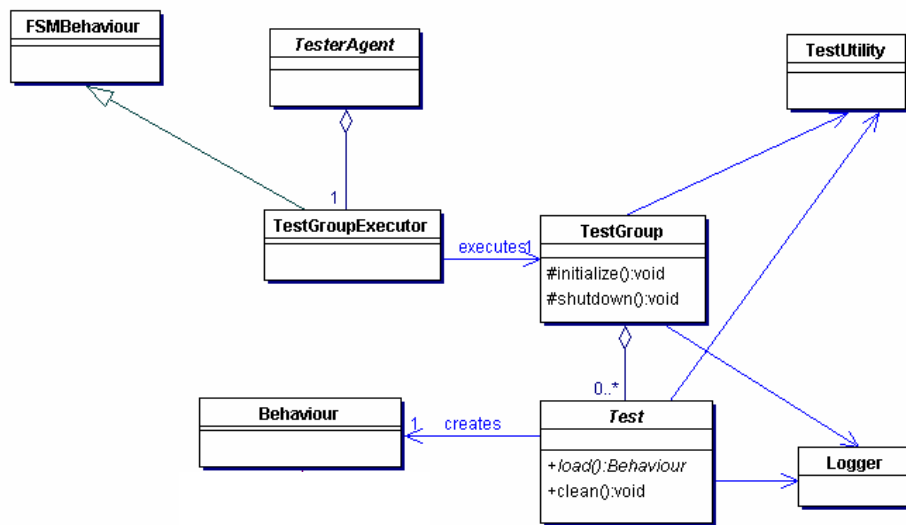 FSMBehaviour
TesterAgent
TestUtility
1
TestGroupExecutor
executes
1
TestGroup
#initialize():void
#shutdown():void
0..*
Behaviour
1
creates
Test
+load():Behaviour
+clean():void
Logger